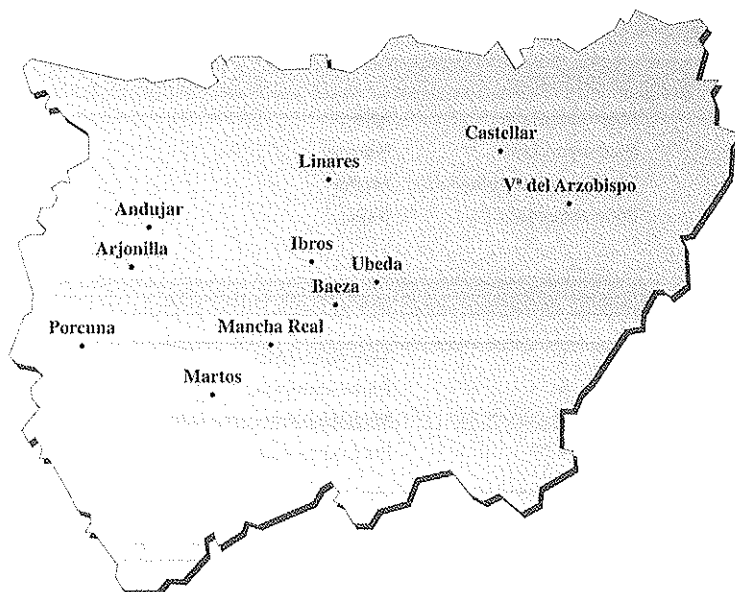 Castellar
Linares
Vª del Arzobispo
Andujar
Arjonilla
Ibros
Ubeda
Baeza
Porcuna
Mancha Real
Martos